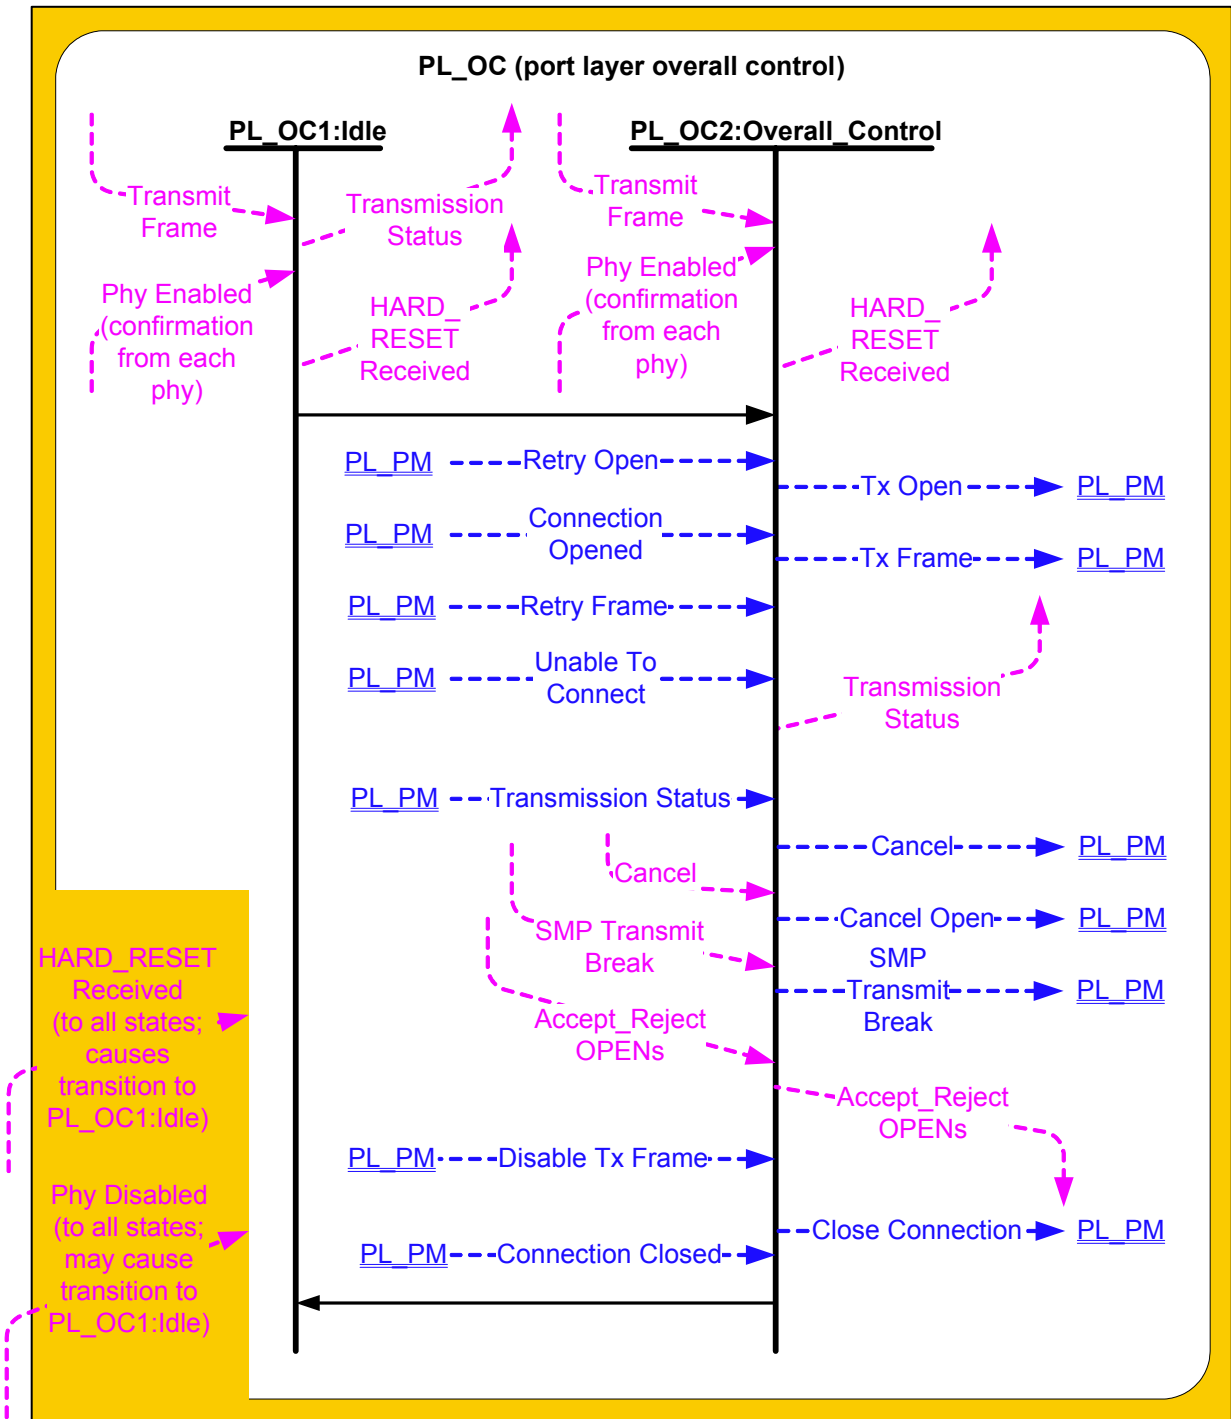 PL_OC (port layer overall control)
PL_OC1:Idle
PL_OC2:Overall_Control
Transmit
Frame
Transmission
Status
Transmit
Frame
Phy Enabled
(confirmation
from each
phy)
HARD_
RESET
Received
Phy Enabled
(confirmation
from each
phy)
HARD_
RESET
Received
PL_PM Retry Open
Tx Open PL_PM
PL_PM Connection
Opened
Tx Frame PL_PM
PL_PM Retry Frame
PL_PM Unable To
Connect
Transmission
Status
PL_PM Transmission Status
Cancel PL_PM
Cancel
Cancel Open PL_PM
SMP Transmit
Break
SMP
Transmit
Break
PL_PM
Accept_Reject
OPENs
HARD_RESET
Received
(to all states;
causes
transition to
PL_OC1:Idle)
Accept_Reject
OPENs
PL_PM Disable Tx Frame
Phy Disabled
(to all states;
may cause
transition to
PL_OC1:Idle)
Close Connection PL_PM
PL_PM Connection Closed